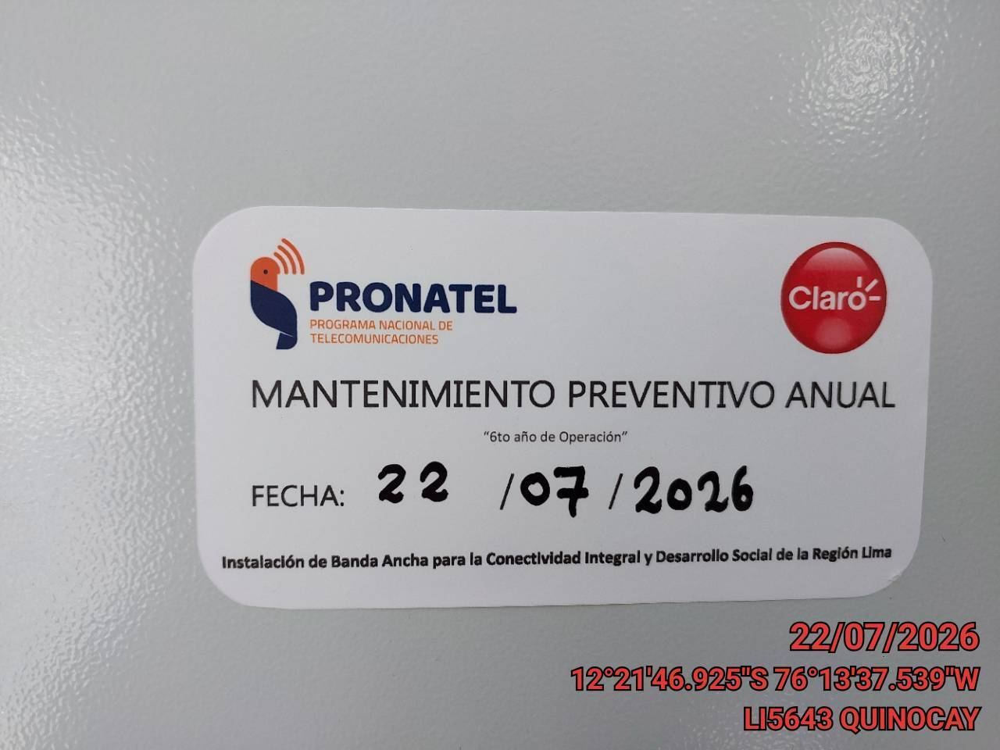 PRONATEL
PROGRAMA NACIONAL DE
TELECOMUNICACIONES
Claro
MANTENIMIENTO PREVENTIVO ANUAL
“6to año de Operación”
FECHA: 22 /07/2026
Instalación de Banda Ancha para la Conectividad Integral y Desarrollo Social de la Región Lima
22/07/2026
12°21'46.925"S 76°13'37.539"W
LI5643 QUINOCAY